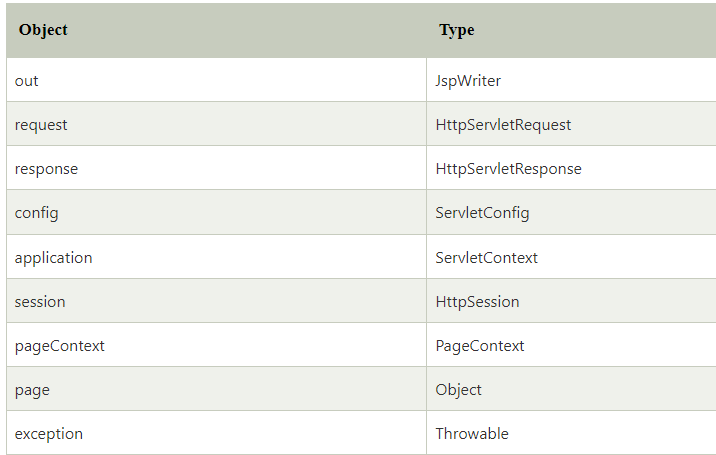 Object Type
out JspWriter
request HttpServletRequest
response HttpServletResponse
config ServletConfig
application ServletContext
session HttpSession
pageContext PageContext
page Object
exception Throwable